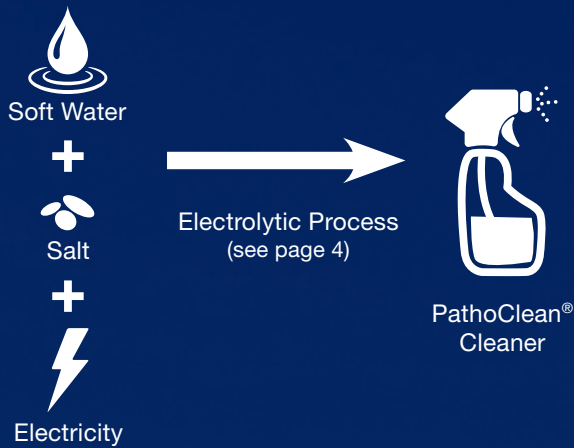 Soft Water
+
Salt
+
Electricity
Electrolytic Process
(see page 4)
PathoClean®
Cleaner